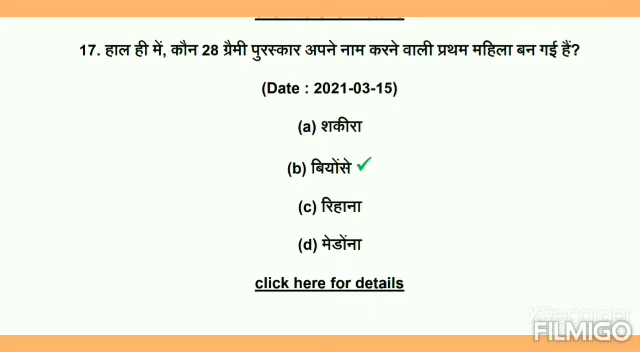 17. हाल ही में, कौन 28 ग्रैमी पुरस्कार अपने नाम करने वाली प्रथम महिला बन गई हैं?
(Date : 2021-03-15)
(a) शकीरा
(b) बियोंसे ✓
(c) रिहाना
(d) मेडोंना
click here for details
XRecorder
FILMIGO